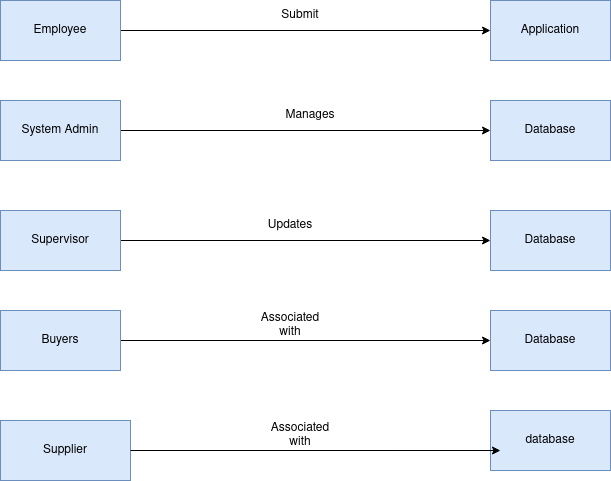 Submit
Employee
Application
Manages
System Admin
Database
Updates
Supervisor
Database
Associated
with
Buyers
Database
Associated
with
Supplier
database